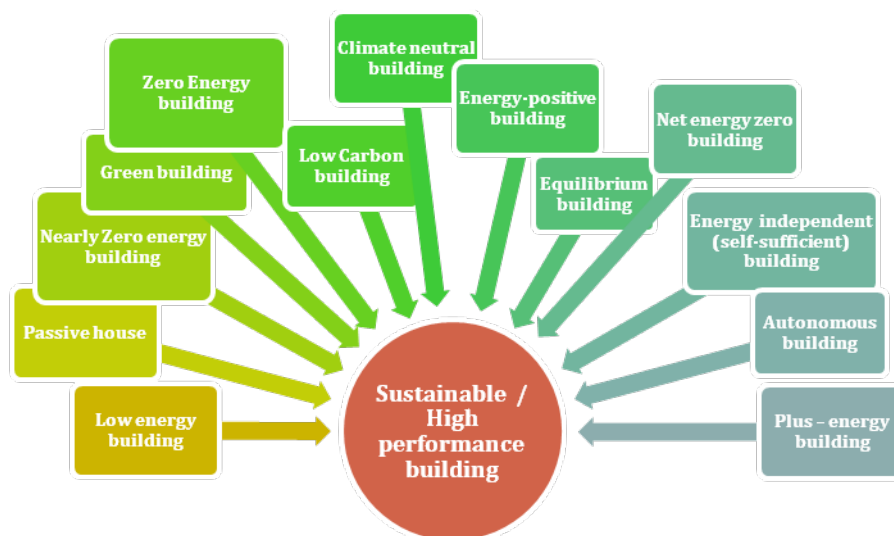 Climate neutral
building
Zero Energy
building
Energy-positive
building
Net energy zero
building
Low Carbon
building
Green building
Equilibrium
building
Nearly Zero energy
building
Energy  independent
(self-sufficient)
building
Passive house
Autonomous
building
Low energy
building
Plus – energy
building
Sustainable  /
High
performance
building